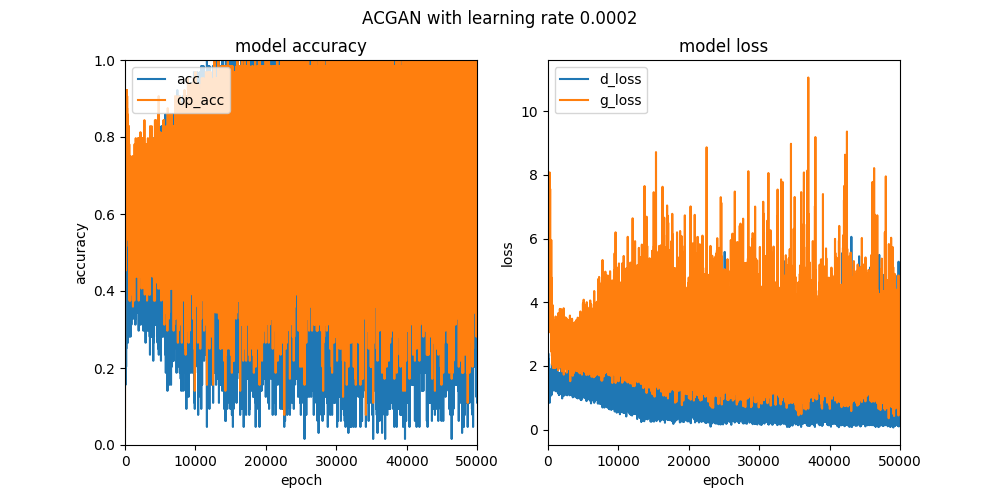 ACGAN with learning rate 0.0002
model accuracy
acc
op_acc
accuracy
1.0
0.8
0.6
0.4
0.2
0.0
0 10000 20000 30000 40000 50000
epoch
model loss
d_loss
g_loss
loss
10
8
6
4
2
0
0 10000 20000 30000 40000 50000
epoch